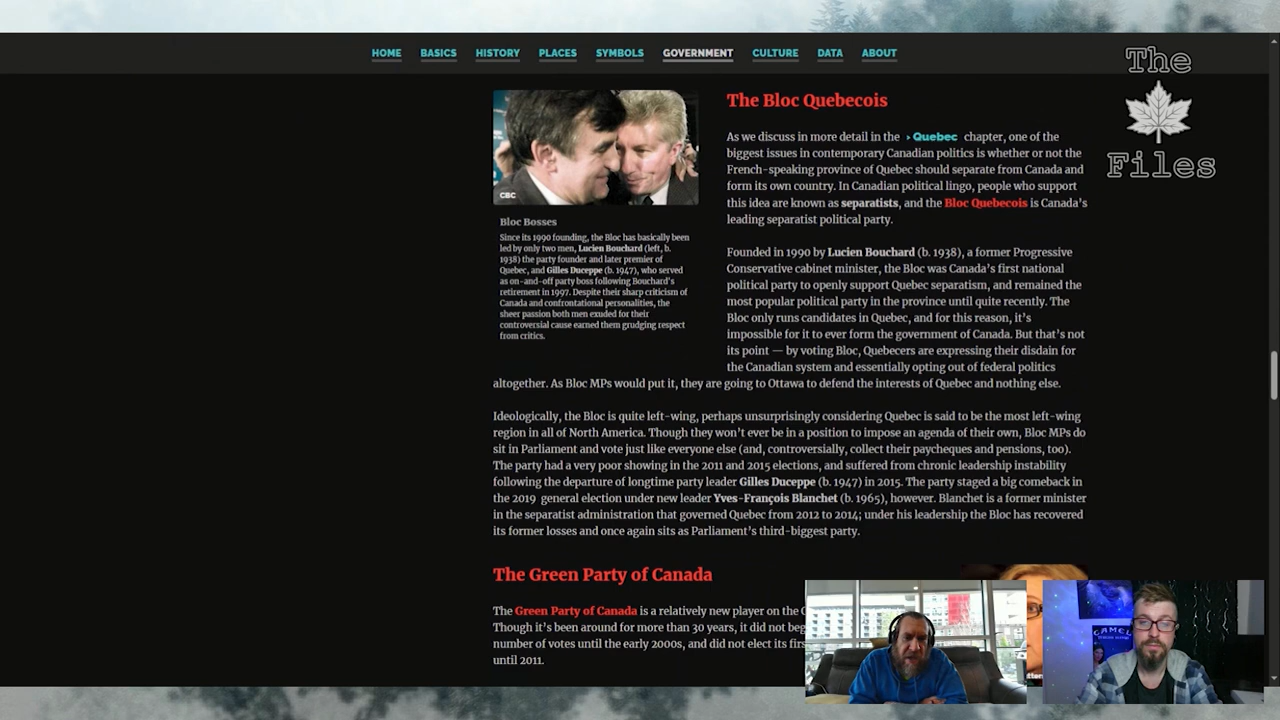 HOME BASICS HISTORY PLACES SYMBOLS GOVERNMENT CULTURE DATA ABOUT
The
Files
CBC
Bloc Bosses
Since its 1990 founding, the Bloc has basically been
led by only two men, Lucien Bouchard (left, b.
1938) the party founder and later premier of
Quebec, and Gilles Duceppe (b. 1947), who served
as on-and-off party boss following Bouchard's
retirement in 1997. Despite their sharp criticism of
Canada and confrontational personalities, the
sheer passion both men exuded for their
controversial cause earned them grudging respect
from critics.
The Bloc Quebecois
As we discuss in more detail in the › Quebec chapter, one of the
biggest issues in contemporary Canadian politics is whether or not the
French-speaking province of Quebec should separate from Canada and
form its own country. In Canadian political lingo, people who support
this idea are known as separatists, and the Bloc Quebecois is Canada's
leading separatist political party.
Founded in 1990 by Lucien Bouchard (b. 1938), a former Progressive
Conservative cabinet minister, the Bloc was Canada's first national
political party to openly support Quebec separatism, and remained the
most popular political party in the province until quite recently. The
Bloc only runs candidates in Quebec, and for this reason, it's
impossible for it to ever form the government of Canada. But that's not
its point — by voting Bloc, Quebecers are expressing their disdain for
the Canadian system and essentially opting out of federal politics
altogether. As Bloc MPs would put it, they are going to Ottawa to defend the interests of Quebec and nothing else.
Ideologically, the Bloc is quite left-wing, perhaps unsurprisingly considering Quebec is said to be the most left-wing
region in all of North America. Though they won't ever be in a position to impose an agenda of their own, Bloc MPs do
sit in Parliament and vote just like everyone else (and, controversially, collect their paycheques and pensions, too).
The party had a very poor showing in the 2011 and 2015 elections, and suffered from chronic leadership instability
following the departure of longtime party leader Gilles Duceppe (b. 1947) in 2015. The party staged a big comeback in
the 2019 general election under new leader Yves-François Blanchet (b. 1965), however. Blanchet is a former minister
in the separatist administration that governed Quebec from 2012 to 2014; under his leadership the Bloc has recovered
its former losses and once again sits as Parliament's third-biggest party.
The Green Party of Canada
The Green Party of Canada is a relatively new player on the
Though it's been around for more than 30 years, it did not
number of votes until the early 2000s, and did not elect its
until 2011.
CAMEL